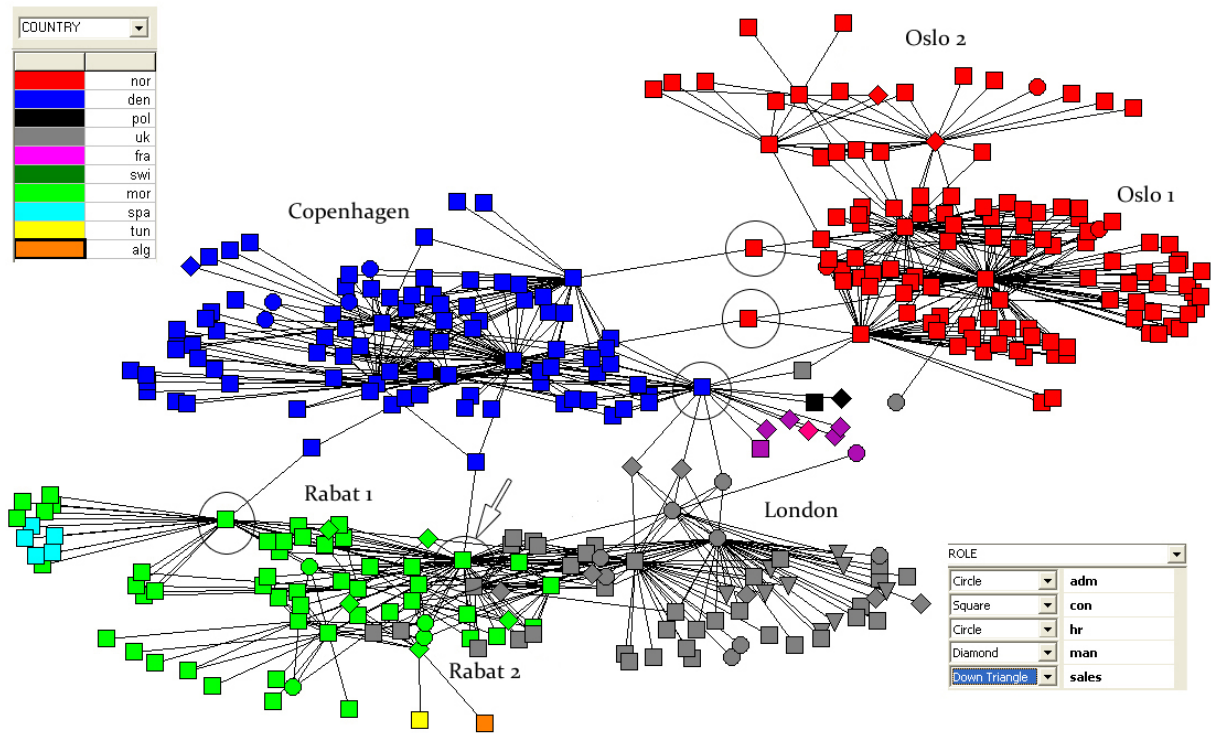 COUNTRY
nor
den
pol
uk
fra
swi
mor
spa
tun
alg
Oslo 2
Oslo 1
Copenhagen
Rabat 1
London
Rabat 2
ROLE
Circle adm
Square con
Circle hr
Diamond man
Down Triangle sales